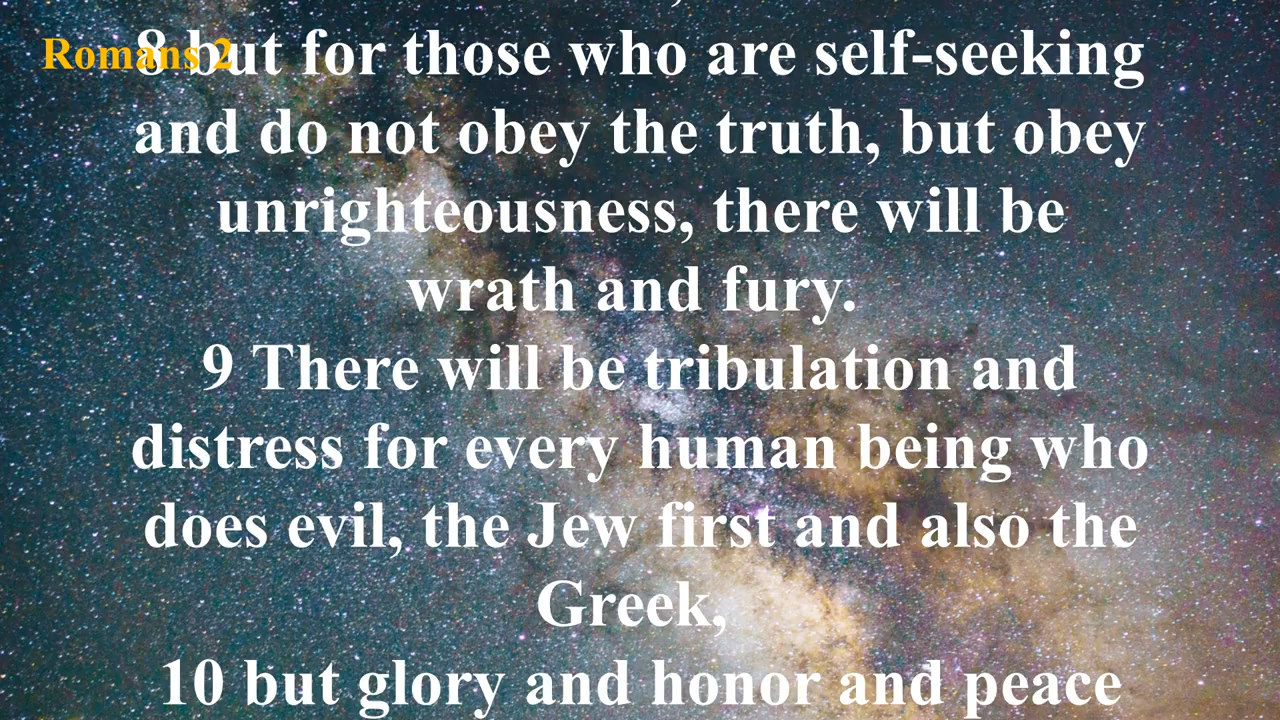 Romans 2
8 but for those who are self-seeking
and do not obey the truth, but obey
unrighteousness, there will be
wrath and fury.
9 There will be tribulation and
distress for every human being who
does evil, the Jew first and also the
Greek,
10 but glory and honor and peace